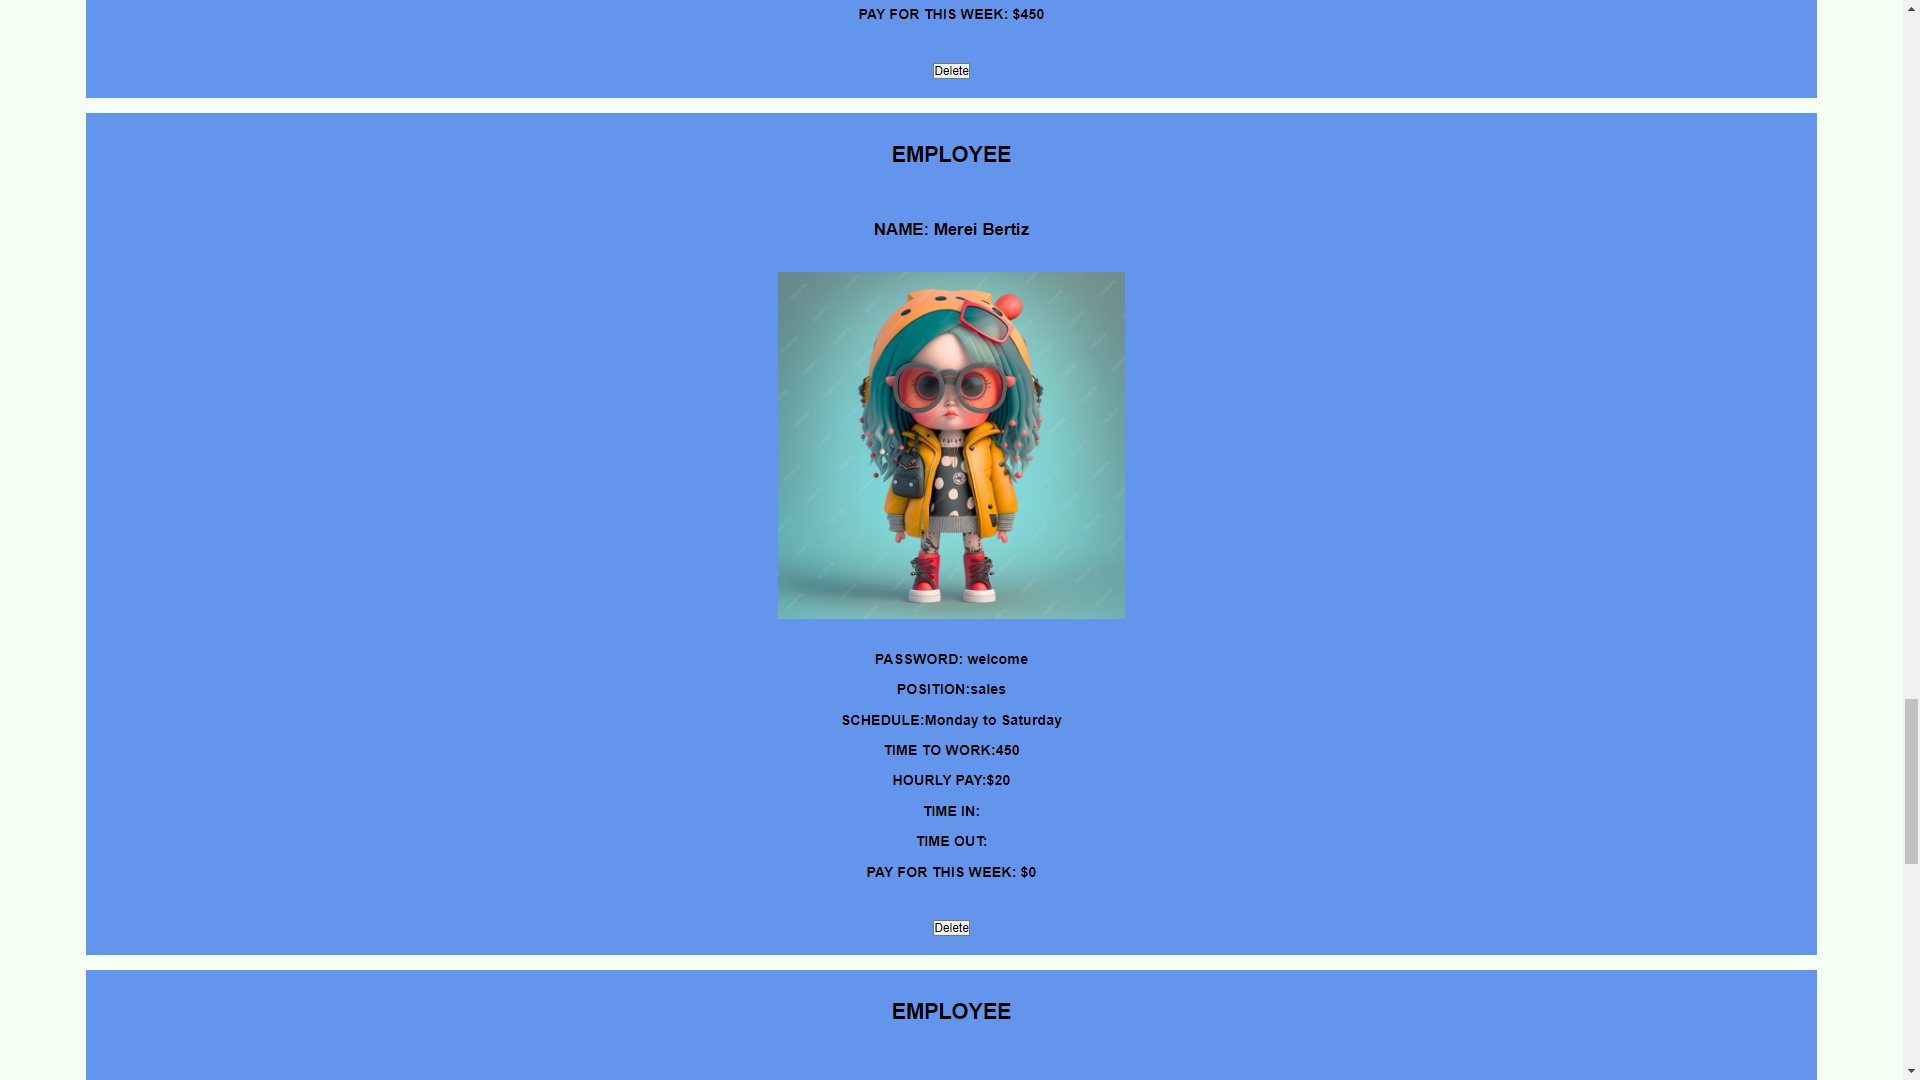 PAY FOR THIS WEEK: $450
Delete
EMPLOYEE
NAME: Merei Bertiz
PASSWORD: welcome
POSITION:sales
SCHEDULE:Monday to Saturday
TIME TO WORK:450
HOURLY PAY:$20
TIME IN:
TIME OUT:
PAY FOR THIS WEEK: $0
Delete
EMPLOYEE